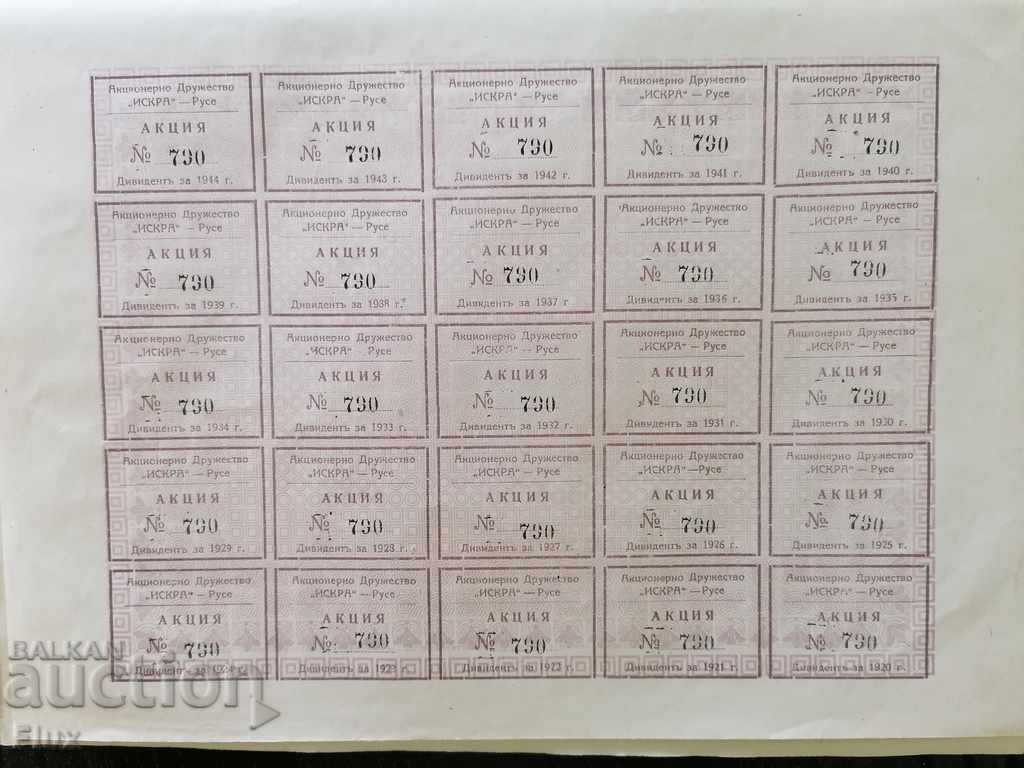 Акционерно Дружество
„ИСКРА" — Русе
АКЦИЯ
№ 790
Дивидентъ за 1944 г.
Акционерно Дружество
„ИСКРА" — Русе
АКЦИЯ
№ 790
Дивидентъ за 1943 г.
Акционерно Дружество
„ИСКРА" — Русе
АКЦИЯ
№ 790
Дивидентъ за 1942 г.
Акционерно Дружество
„ИСКРА" — Русе
АКЦИЯ
№ 790
Дивидентъ за 1941 г.
Акционерно Дружество
„ИСКРА" — Русе
АКЦИЯ
№ 790
Дивидентъ за 1940 г.
Акционерно Дружество
„ИСКРА" — Русе
АКЦИЯ
№ 790
Дивидентъ за 1939 г.
Акционерно Дружество
„ИСКРА" — Русе
АКЦИЯ
№ 790
Дивидентъ за 1938 г.
Акционерно Дружество
„ИСКРА" — Русе
АКЦИЯ
№ 790
Дивидентъ за 1937 г
Акционерно Дружество
„ИСКРА" — Русе
АКЦИЯ
№ 790
Дивидентъ за 1936 г.
Акционерно Дружество
„ИСКРА" — Русе
АКЦИЯ
№ 790
Дивидентъ за 1935 г.
Акционерно Дружество
„ИСКРА" — Русе
АКЦИЯ
№ 790
Дивидентъ за 1934 г.
Акционерно Дружество
„ИСКРА" — Русе
АКЦИЯ
№ 790
Дивидентъ за 1933 г.
Акционерно Дружество
„ИСКРА" — Русе
АКЦИЯ
№ 790
Дивидентъ за 1932 г.
Акционерно Дружество
„ИСКРА" — Русе
АКЦИЯ
№ 790
Дивидентъ за 1931 г.
Акционерно Дружество
„ИСКРА" — Русе
АКЦИЯ
№ 790
Дивидентъ за 1930 г.
Акционерно Дружество
„ИСКРА" — Русе
АКЦИЯ
№ 790
Дивидентъ за 1929 г.
Акционерно Дружество
„ИСКРА" — Русе
АКЦИЯ
№ 790
Дивидентъ за 1928 г.
Акционерно Дружество
„ИСКРА" — Русе
АКЦИЯ
№ 790
Дивидентъ за 1927 г.
Акционерно Дружество
„ИСКРА" — Русе
АКЦИЯ
№ 790
Дивидентъ за 1926 г.
Акционерно Дружество
„ИСКРА" — Русе
АКЦИЯ
№ 790
Дивидентъ за 1925 г.
Акционерно Дружество
„ИСКРА" — Русе
АКЦИЯ
№ 790
Дивидентъ за 1924 г.
Акционерно Дружество
„ИСКРА" — Русе
АКЦИЯ
№ 790
Дивидентъ за 1923 г.
Акционерно Дружество
„ИСКРА" — Русе
АКЦИЯ
№ 790
Дивидентъ за 1922 г.
Акционерно Дружество
„ИСКРА" — Русе
АКЦИЯ
№ 790
Дивидентъ за 1921 г.
Акционерно Дружество
„ИСКРА" — Русе
АКЦИЯ
№ 790
Дивидентъ за 1920 г.
BALKAN
auction
Elux